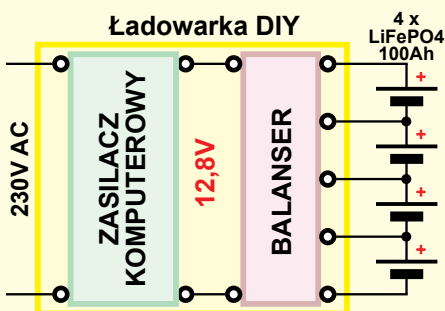 Ładowarka DIY
4 x
LiFePO4
100Ah
230V AC
ZASILACZ
KOMPUTEROWY
12,8V
BALANSER
+
+
+
+